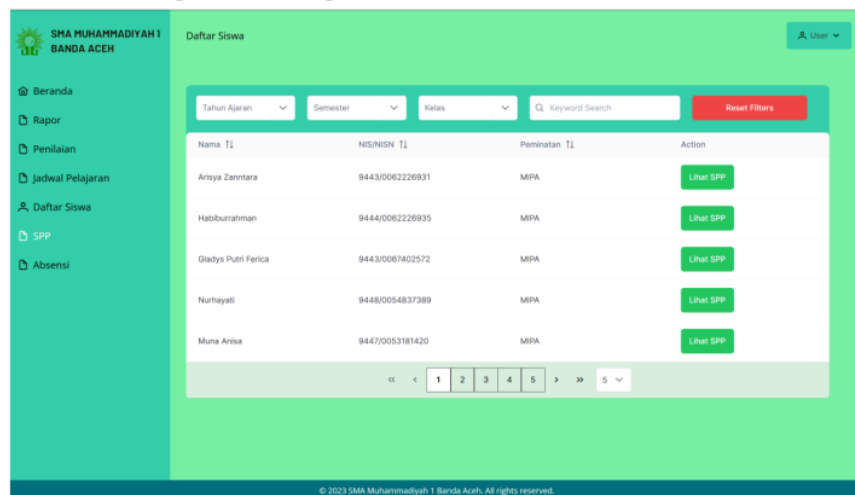 SMA MUHAMMADIYAH 1
BANDA ACEH
Daftar Siswa
User
Beranda
Rapor
Penilaian
Jadwal Pelajaran
Daftar Siswa
SPP
Absensi
Tahun Ajaran Semester Kelas Keyword Search Reset Filters
Nama NIS/NISN Peminatan Action
Arisya Zanntara 9443/0062226931 MIPA Lihat SPP
Habiburrahman 9444/0062226935 MIPA Lihat SPP
Gladys Putri Ferica 9443/0067402572 MIPA Lihat SPP
Nurhayati 9448/0054837389 MIPA Lihat SPP
Muna Anisa 9447/0053181420 MIPA Lihat SPP
« ‹ 1 2 3 4 5 › » 5
© 2023 SMA Muhammadiyah 1 Banda Aceh. All rights reserved.